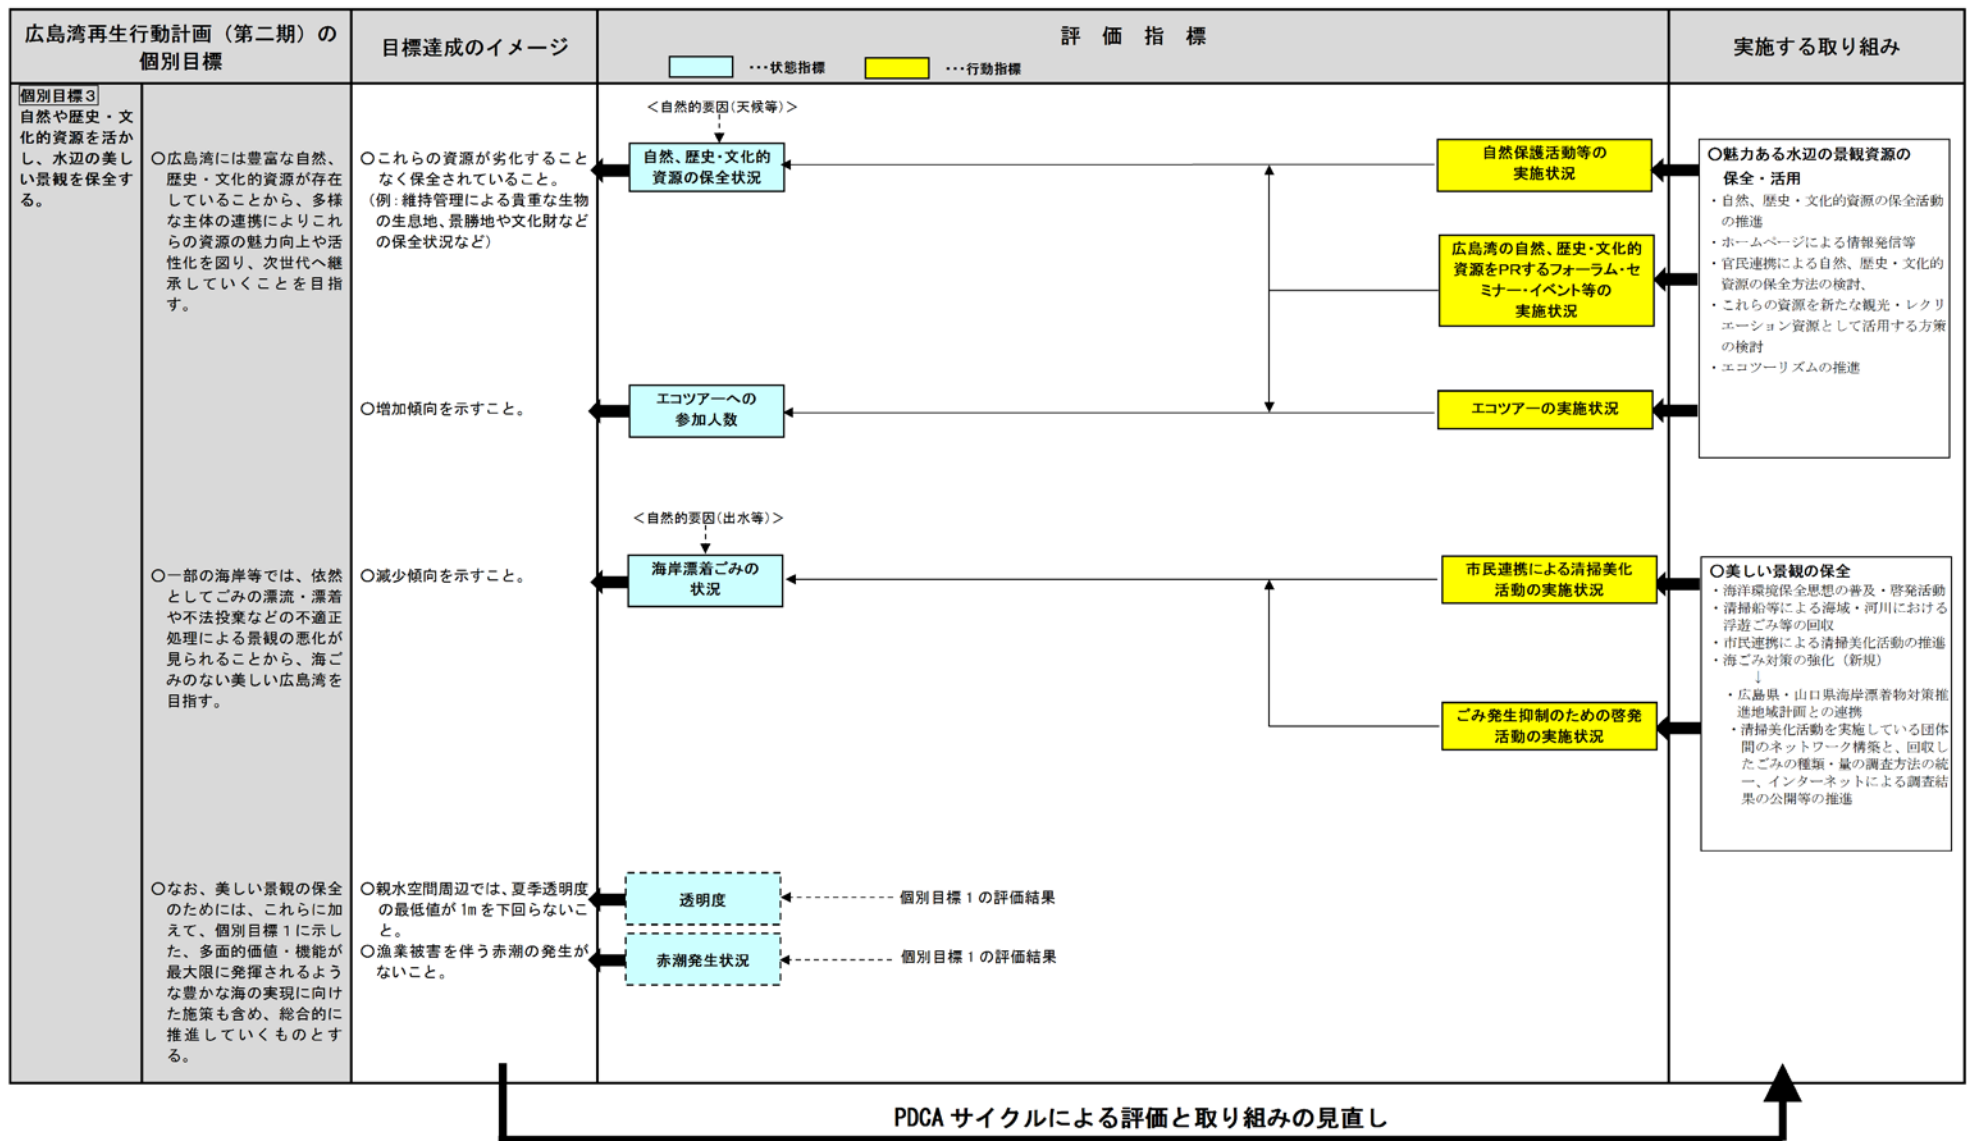 広島湾再生行動計画（第二期）の
個別目標
目標達成のイメージ
評 価 指 標
・・・状態指標
・・・行動指標
実施する取り組み
個別目標３
自然や歴史・文
化的資源を活か
し、水辺の美し
い景観を保全す
る。
〇広島湾には豊富な自然、
歴史・文化的資源が存在
していることから、多様
な主体の連携によりこれ
らの資源の魅力向上や活
性化を図り、次世代へ継
承していくことを目指
す。
〇これらの資源が劣化すること
なく保全されていること。
（例：維持管理による貴重な生物
の生息地、景勝地や文化財など
の保全状況など）
＜自然的要因（天候等）＞
自然、歴史・文化的
資源の保全状況
自然保護活動等の
実施状況
広島湾の自然、歴史・文化的
資源をPRするフォーラム・セ
ミナー・イベント等の
実施状況
〇魅力ある水辺の景観資源の
保全・活用
・自然、歴史・文化的資源の保全活動
の推進
・ホームページによる情報発信等
・官民連携による自然、歴史・文化的
資源の保全方法の検討、
・これらの資源を新たな観光・レクリ
エーション資源として活用する方策
の検討
・エコツーリズムの推進
〇増加傾向を示すこと。
エコツアーへの
参加人数
エコツアーの実施状況
〇一部の海岸等では、依然
としてごみの漂流・漂着
や不法投棄などの不適正
処理による景観の悪化が
見られることから、海ご
みのない美しい広島湾を
目指す。
〇減少傾向を示すこと。
＜自然的要因（出水等）＞
海岸漂着ごみの
状況
市民連携による清掃美化
活動の実施状況
ごみ発生抑制のための啓発
活動の実施状況
〇美しい景観の保全
・海洋環境保全思想の普及・啓発活動
・清掃船等による海域・河川における
浮遊ごみ等の回収
・市民連携による清掃美化活動の推進
・海ごみ対策の強化（新規）
↓
・広島県・山口県海岸漂着物対策推
進地域計画との連携
・清掃美化活動を実施している団体
間のネットワーク構築と、回収し
たごみの種類・量の調査方法の統
一、インターネットによる調査結
果の公開等の推進
〇なお、美しい景観の保全
のためには、これらに加
えて、個別目標１に示し
た、多面的価値・機能が
最大限に発揮されるよう
な豊かな海の実現に向け
た施策も含め、総合的に
推進していくものとす
る。
〇親水空間周辺では、夏季透明度
の最低値が1mを下回らないこ
と。
〇漁業被害を伴う赤潮の発生が
ないこと。
透明度
個別目標１の評価結果
赤潮発生状況
個別目標１の評価結果
PDCAサイクルによる評価と取り組みの見直し